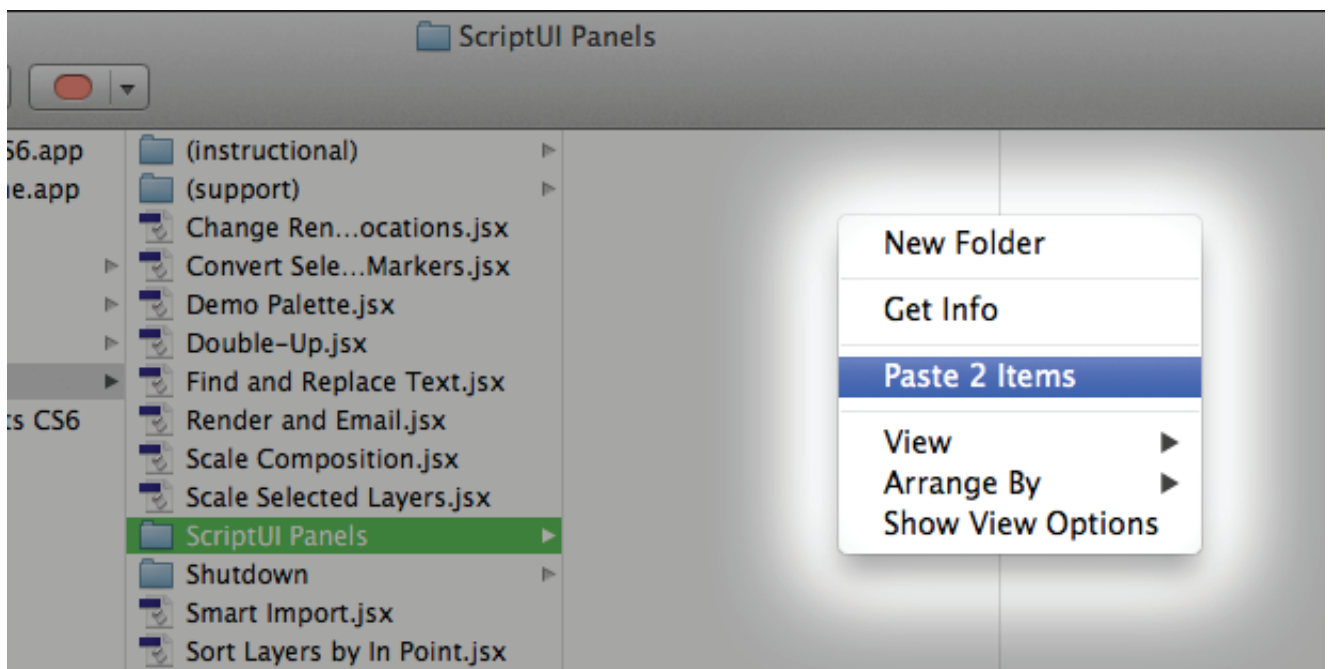 ScriptUI Panels
S6.app
ne.app
ts CS6
(instructional)
(support)
Change Ren...ocations.jsx
Convert Sele...Markers.jsx
Demo Palette.jsx
Double-Up.jsx
Find and Replace Text.jsx
Render and Email.jsx
Scale Composition.jsx
Scale Selected Layers.jsx
ScriptUI Panels
Shutdown
Smart Import.jsx
Sort Layers by In Point.jsx
New Folder
Get Info
Paste 2 Items
View
Arrange By
Show View Options